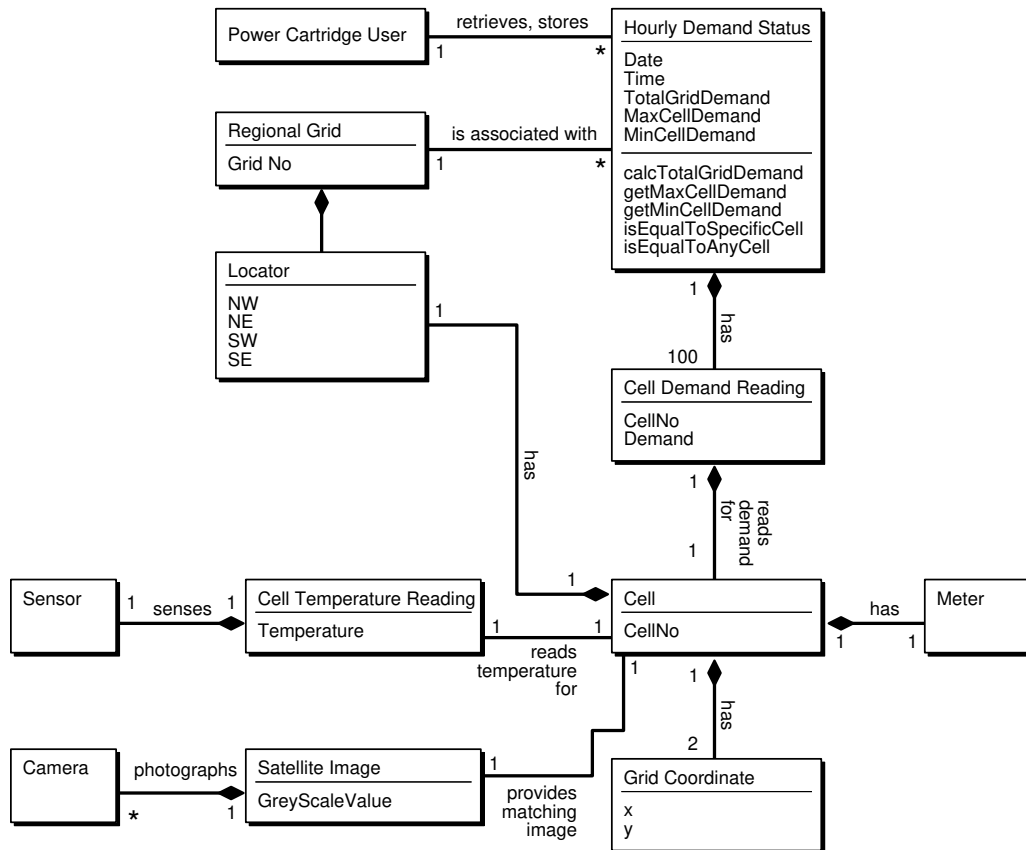 Power Cartridge User
retrieves, stores
1
*
Hourly Demand Status
Date
Time
TotalGridDemand
MaxCellDemand
MinCellDemand
calcTotalGridDemand
getMaxCellDemand
getMinCellDemand
isEqualToSpecificCell
isEqualToAnyCell
Regional Grid
Grid No
is associated with
1
*
Locator
NW
NE
SW
SE
1
has
1
1
has
100
Cell Demand Reading
CellNo
Demand
1
reads
demand
for
1
Sensor
1
senses
1
Cell Temperature Reading
Temperature
1
1
reads
temperature
for
Cell
CellNo
has
1
1
Meter
1
1
has
2
Camera
photographs
*
1
Satellite Image
GreyScaleValue
1
provides
matching
image
Grid Coordinate
x
y